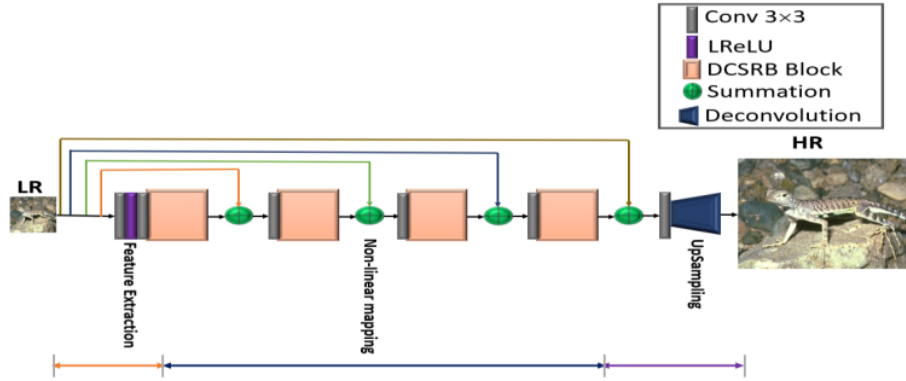 Conv 3×3
LReLU
DCSRB Block
Summation
Deconvolution
HR
LR
Feature Extraction
Non-linear mapping
UpSampling